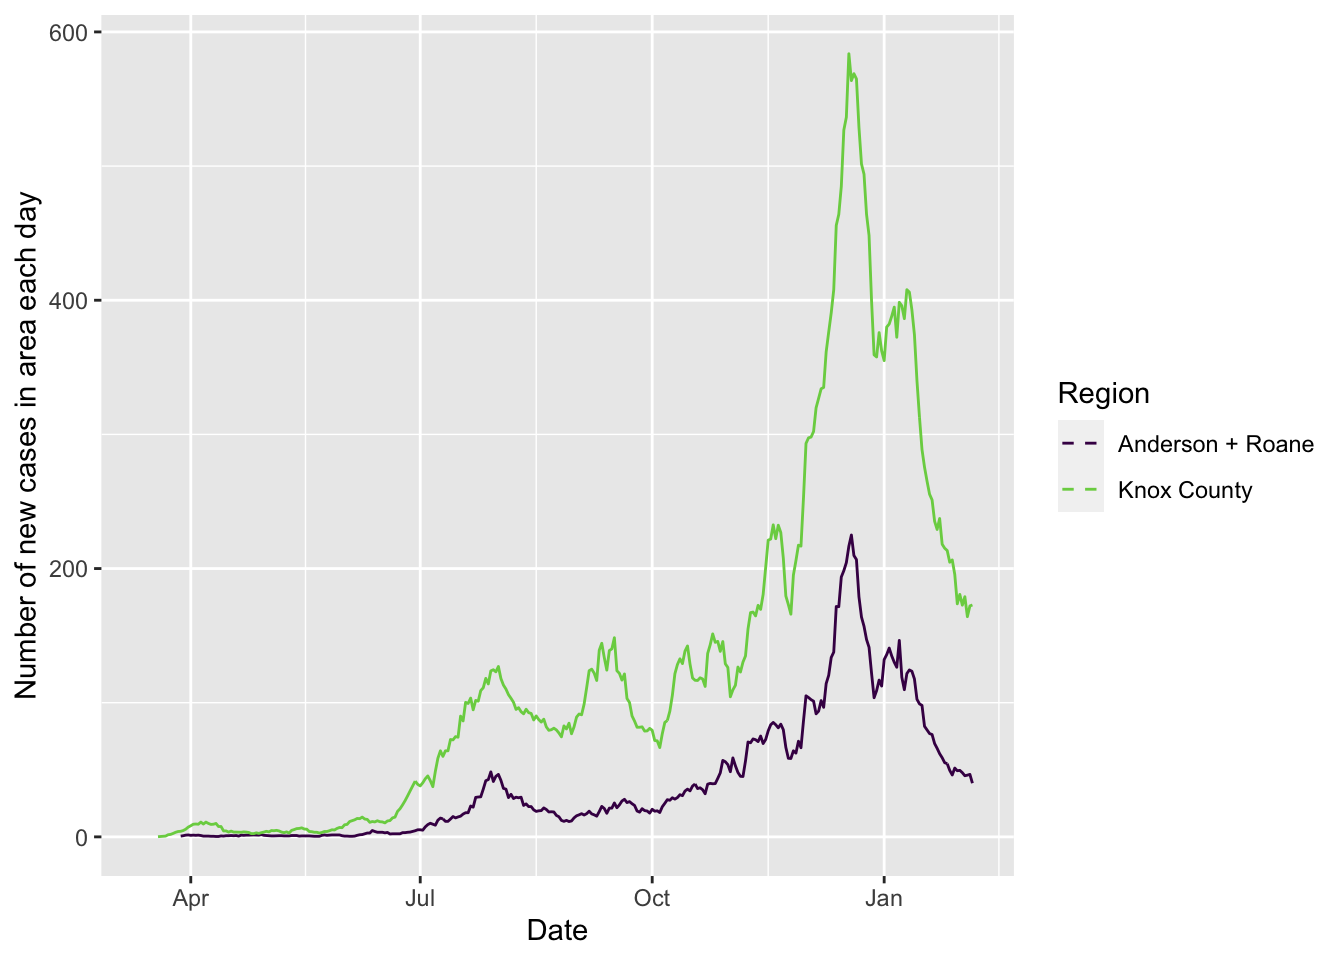 Number of new cases in area each day
600
400
200
0
Apr
Jul
Oct
Jan
Date
Region
Anderson + Roane
Knox County